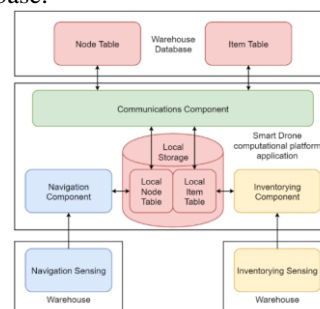 base.
Node Table
Warehouse
Database
Item Table
Communications Component
Smart Drone
computational platform
application
Local
Storage
Navigation
Component
Local
Node
Table
Local
Item
Table
Inventorying
Component
Navigation Sensing
Inventorying Sensing
Warehouse
Warehouse